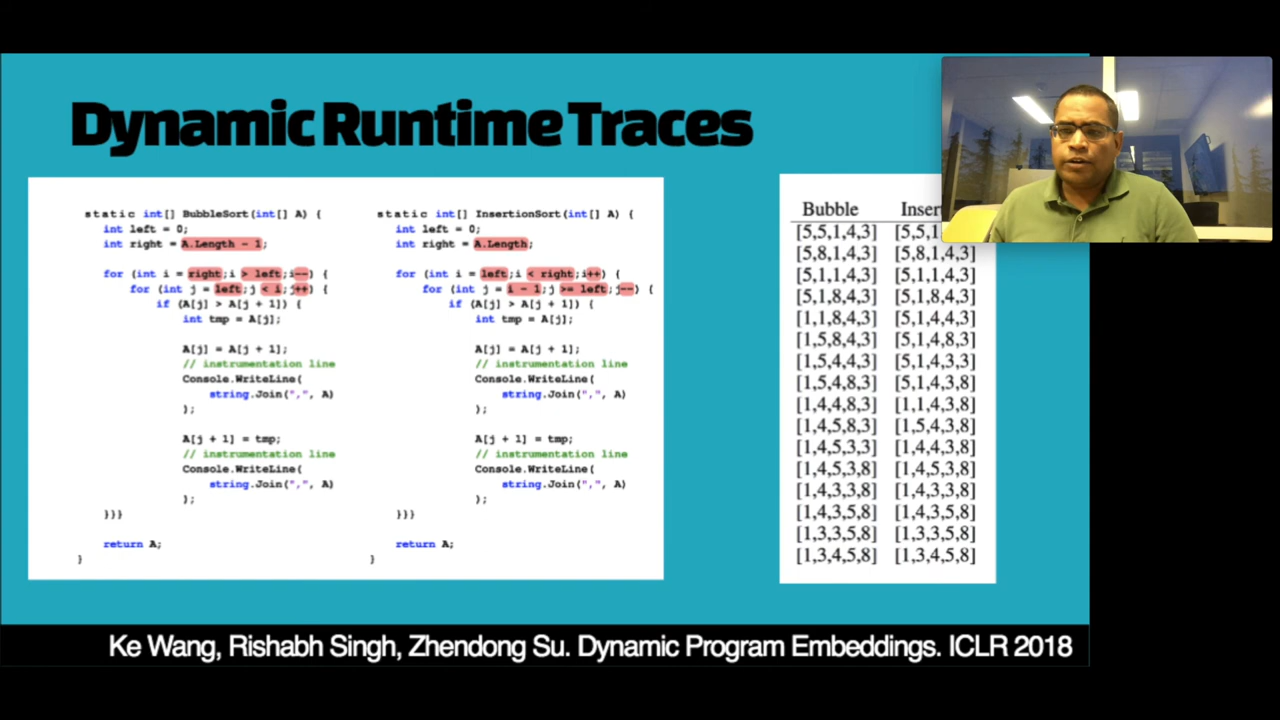 Dynamic Runtime Traces
static int[] BubbleSort(int[] A) {
int left = 0;
int right = A.Length - 1;
for (int i = right;i > left;i--) {
for (int j = left;j < i;j++) {
if (A[j] > A[j + 1]) {
int tmp = A[j];
A[j] = A[j + 1];
// instrumentation line
Console.WriteLine(
string.Join(",", A)
);
A[j + 1] = tmp;
// instrumentation line
Console.WriteLine(
string.Join(",", A)
);
}}}
return A;
}
static int[] InsertionSort(int[] A) {
int left = 0;
int right = A.Length;
for (int i = left;i < right;i++) {
for (int j = i - 1;j >= left;j--) {
if (A[j] > A[j + 1]) {
int tmp = A[j];
A[j] = A[j + 1];
// instrumentation line
Console.WriteLine(
string.Join(",", A)
);
A[j + 1] = tmp;
// instrumentation line
Console.WriteLine(
string.Join(",", A)
);
}}}
return A;
}
Bubble Inser
[5,5,1,4,3] [5,5,1
[5,8,1,4,3] [5,8,1,4,3]
[5,1,1,4,3] [5,1,1,4,3]
[5,1,8,4,3] [5,1,8,4,3]
[1,1,8,4,3] [5,1,4,4,3]
[1,5,8,4,3] [5,1,4,8,3]
[1,5,4,4,3] [5,1,4,3,3]
[1,5,4,8,3] [5,1,4,3,8]
[1,4,4,8,3] [1,1,4,3,8]
[1,4,5,8,3] [1,5,4,3,8]
[1,4,5,3,3] [1,4,4,3,8]
[1,4,5,3,8] [1,4,5,3,8]
[1,4,3,3,8] [1,4,3,3,8]
[1,4,3,5,8] [1,4,3,5,8]
[1,3,3,5,8] [1,3,3,5,8]
[1,3,4,5,8] [1,3,4,5,8]
Ke Wang, Rishabh Singh, Zhendong Su. Dynamic Program Embeddings. ICLR 2018